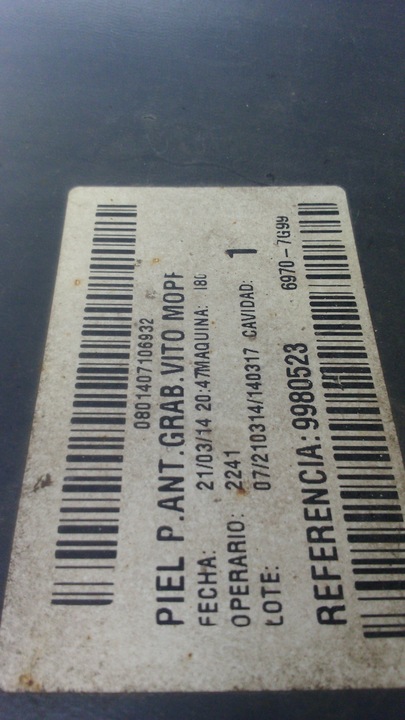 0801407106932
PIEL P.ANT.GRAB.VITO MOPF
FECHA: 21/03/14 20:47 MAQUINA: 180
OPERARIO: 2241
LOTE: 07/210314/140317 CAVIDAD: 1
REFERENCIA: 9980523 6970-7G99